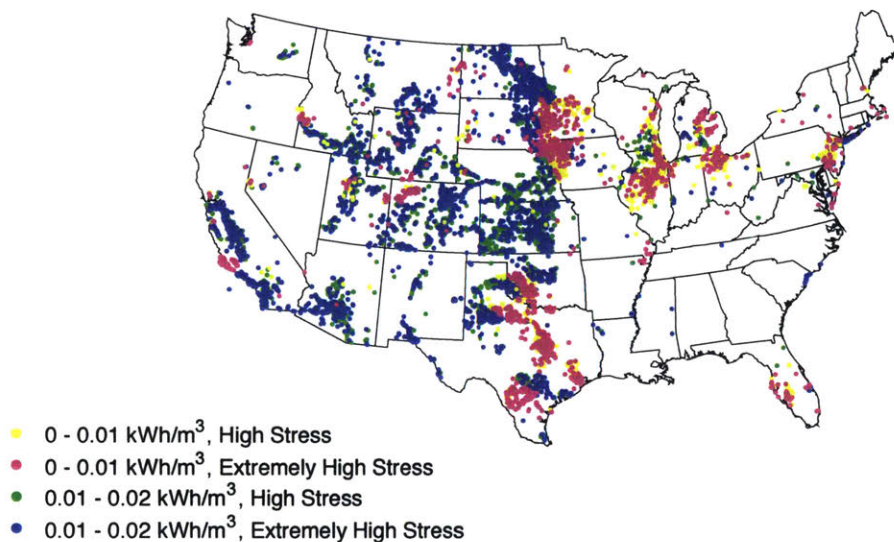 0 - 0.01 kWh/m³, High Stress
0 - 0.01 kWh/m³, Extremely High Stress
0.01 - 0.02 kWh/m³, High Stress
0.01 - 0.02 kWh/m³, Extremely High Stress